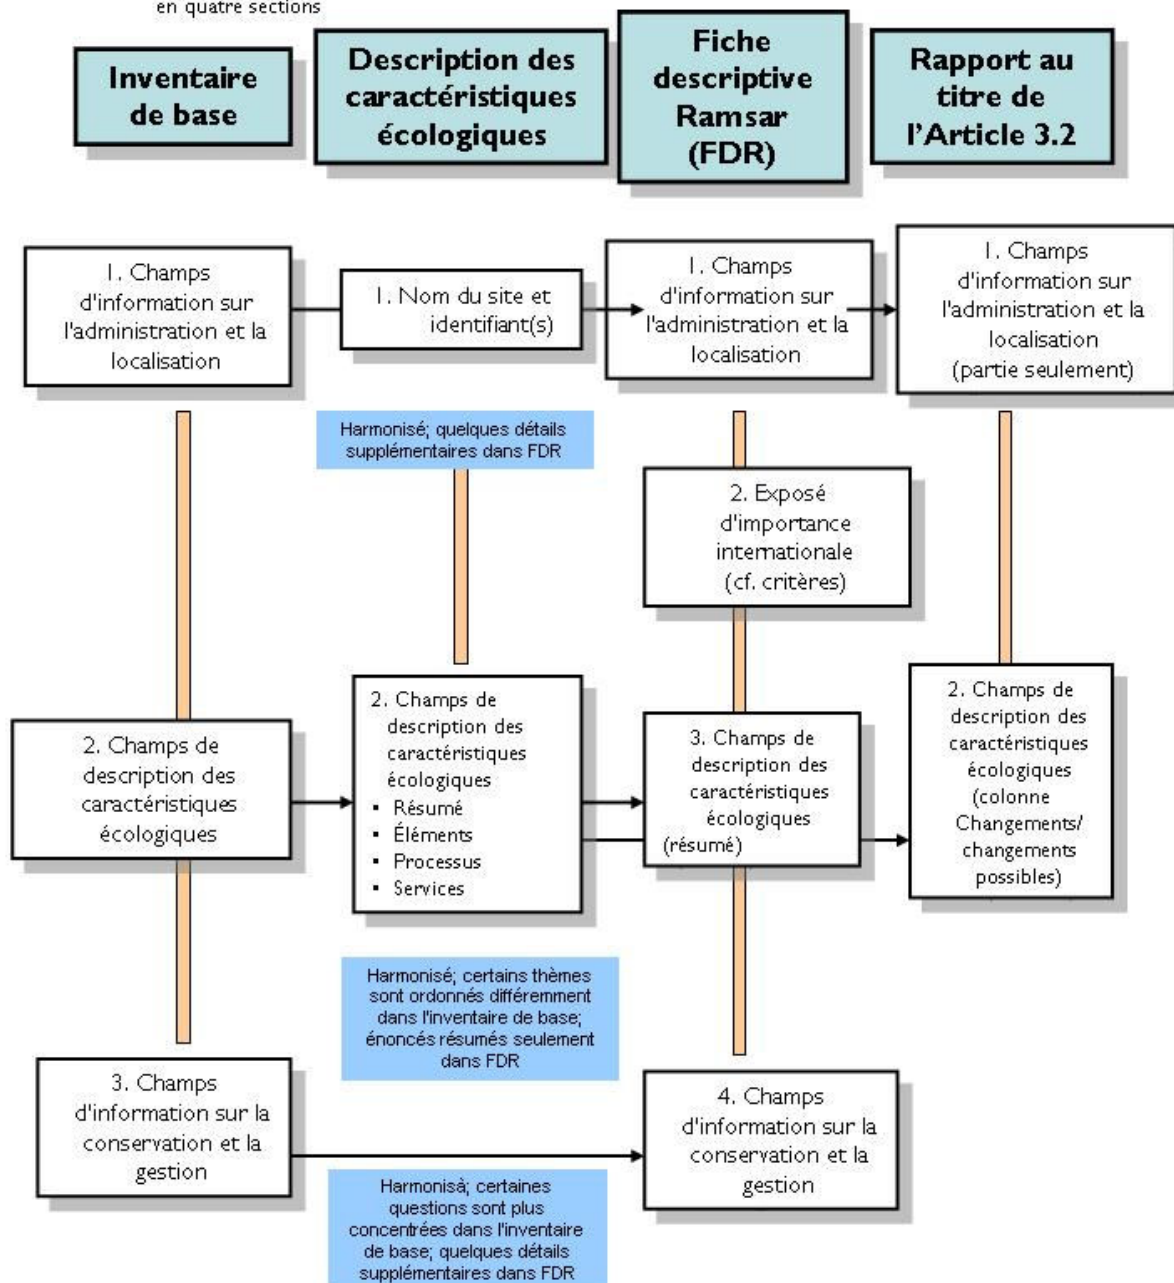 en quatre sections
Inventaire
de base
Description des
caractéristiques
écologiques
Fiche
descriptive
Ramsar
(FDR)
Rapport au
titre de
l'Article 3.2
1. Champs
d'information sur
l'administration et la
localisation
1. Nom du site et
identifiant(s)
1. Champs
d'information sur
l'administration et la
localisation
1. Champs
d'information sur
l'administration et la
localisation
(partie seulement)
Harmonisé; quelques détails
supplémentaires dans FDR
2. Exposé
d'importance
internationale
(cf. critères)
2. Champs de
description des
caractéristiques
écologiques
2. Champs de
description des
caractéristiques
écologiques
▪ Résumé
▪ Éléments
▪ Processus
▪ Services
3. Champs de
description des
caractéristiques
écologiques
(résumé)
2. Champs de
description des
caractéristiques
écologiques
(colonne
Changements/
changements
possibles)
Harmonisé; certains thèmes
sont ordonnés différemment
dans l'inventaire de base;
énoncés résumés seulement
dans FDR
3. Champs
d'information sur la
conservation et la
gestion
4. Champs
d'information sur la
conservation et la
gestion
Harmonisà; certaines
questions sont plus
concentrées dans l'inventaire
de base; quelques détails
supplémentaires dans FDR